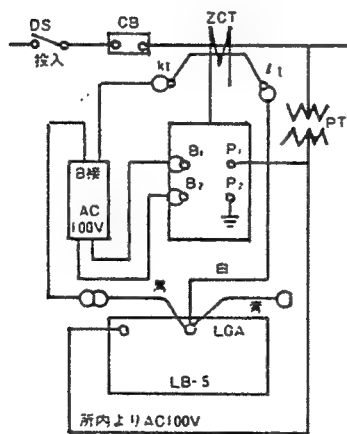 DS
投入
CB
ZCT
kt
lt
PT
B接
AC
100V
B₁
P₁
B₂
P₂
白
黒
青
LGA
LB-5
所内よりAC100V